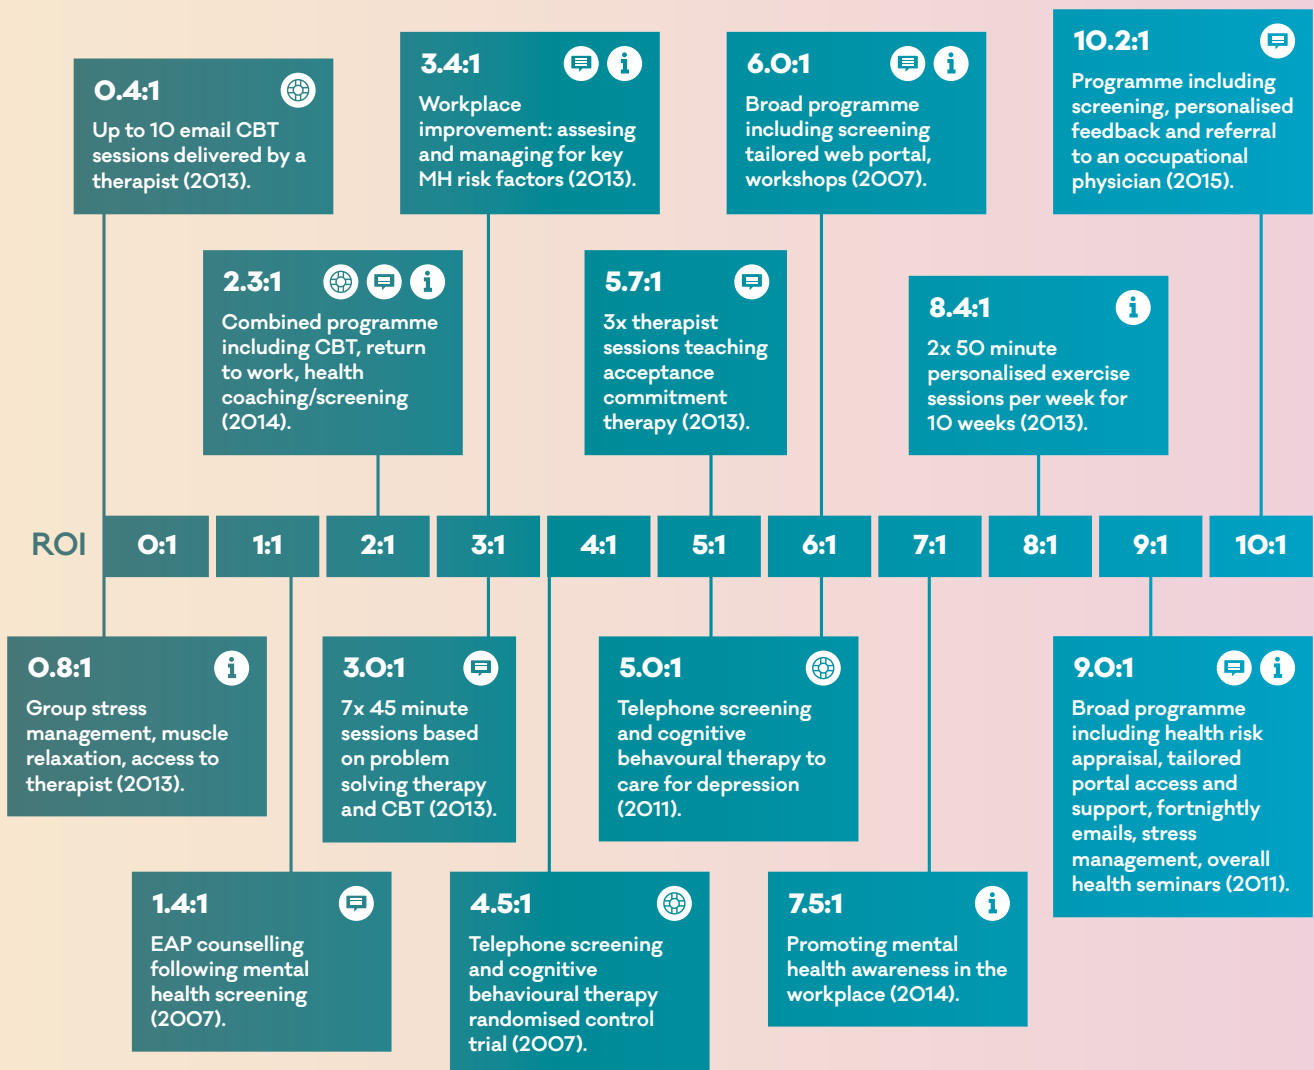 0.4:1
Up to 10 email CBT
sessions delivered by a
therapist (2013).
3.4:1
Workplace
improvement: assesing
and managing for key
MH risk factors (2013).
6.0:1
Broad programme
including screening
tailored web portal,
workshops (2007).
10.2:1
Programme including
screening, personalised
feedback and referral
to an occupational
physician (2015).
2.3:1
Combined programme
including CBT, return
to work, health
coaching/screening
(2014).
5.7:1
3x therapist
sessions teaching
acceptance
commitment
therapy (2013).
8.4:1
2x 50 minute
personalised exercise
sessions per week for
10 weeks (2013).
ROI 0:1 1:1 2:1 3:1 4:1 5:1 6:1 7:1 8:1 9:1 10:1
0.8:1
Group stress
management, muscle
relaxation, access to
therapist (2013).
3.0:1
7x 45 minute
sessions based
on problem
solving therapy
and CBT (2013).
5.0:1
Telephone screening
and cognitive
behavoural therapy to
care for depression
(2011).
9.0:1
Broad programme
including health risk
appraisal, tailored
portal access and
support, fortnightly
emails, stress
management, overall
health seminars (2011).
1.4:1
EAP counselling
following mental
health screening
(2007).
4.5:1
Telephone screening
and cognitive
behavioural therapy
randomised control
trial (2007).
7.5:1
Promoting mental
health awareness in the
workplace (2014).